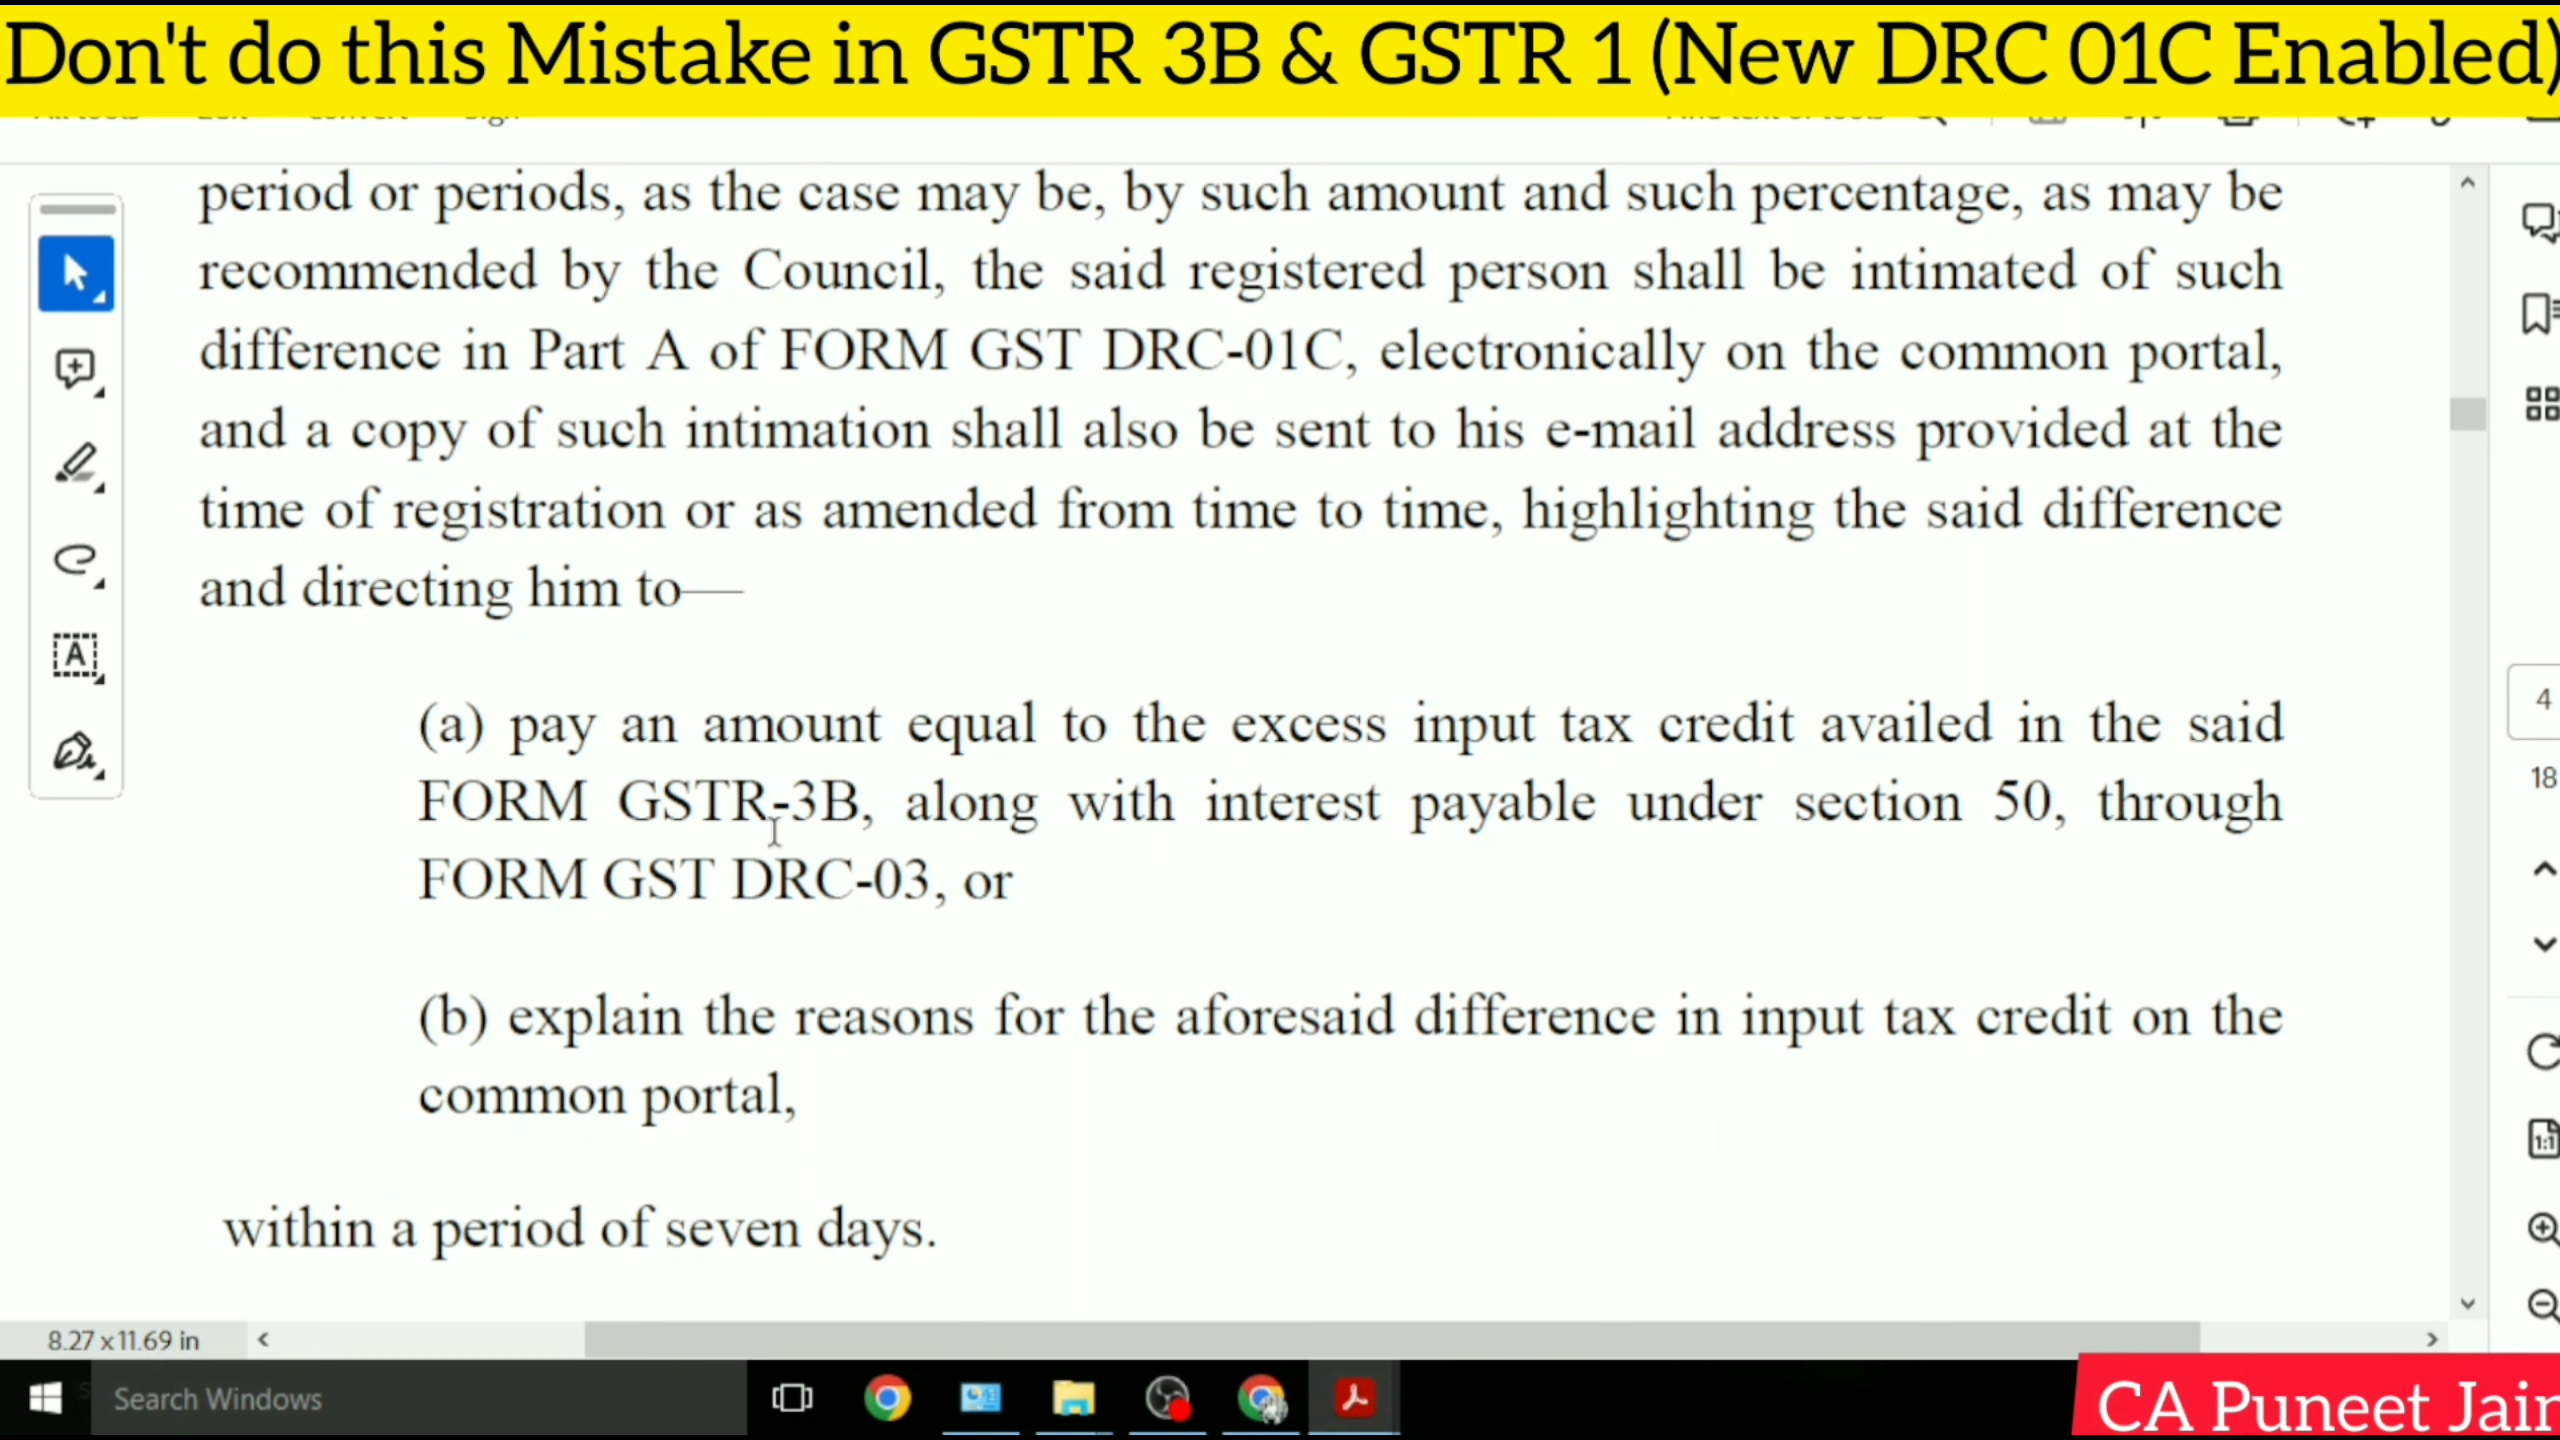 Don't do this Mistake in GSTR 3B & GSTR 1 (New DRC 01C Enabled)
period or periods, as the case may be, by such amount and such percentage, as may be
recommended by the Council, the said registered person shall be intimated of such
difference in Part A of FORM GST DRC-01C, electronically on the common portal,
and a copy of such intimation shall also be sent to his e-mail address provided at the
time of registration or as amended from time to time, highlighting the said difference
and directing him to—
(a) pay an amount equal to the excess input tax credit availed in the said
FORM GSTR-3B, along with interest payable under section 50, through
FORM GST DRC-03, or
(b) explain the reasons for the aforesaid difference in input tax credit on the
common portal,
within a period of seven days.
4
18
1:1
8.27 x 11.69 in
Search Windows
CA Puneet Jain